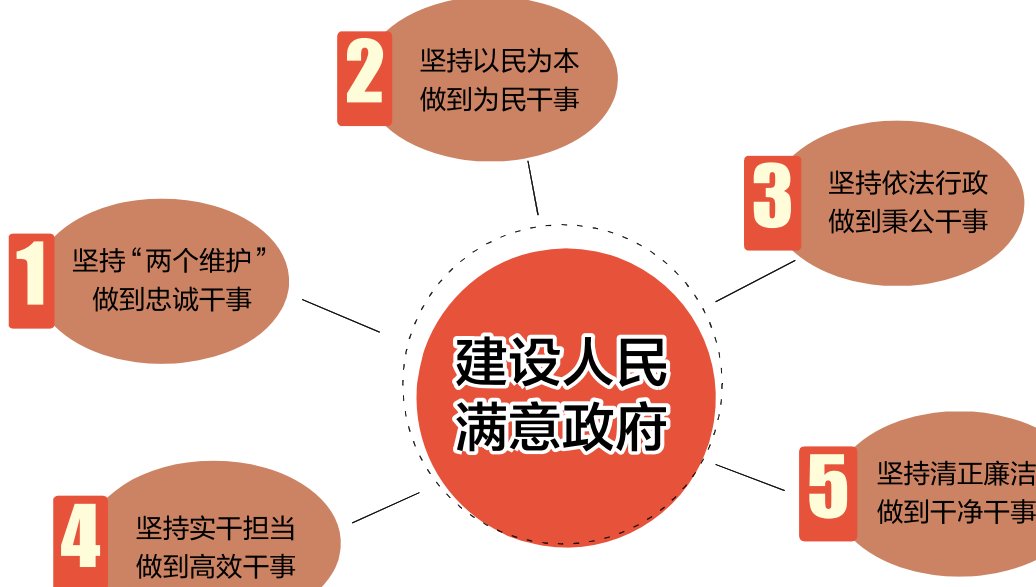 1
坚持“两个维护”
做到忠诚干事
2
坚持以民为本
做到为民干事
3
坚持依法行政
做到秉公干事
4
坚持实干担当
做到高效干事
5
坚持清正廉洁
做到干净干事
建设人民
满意政府